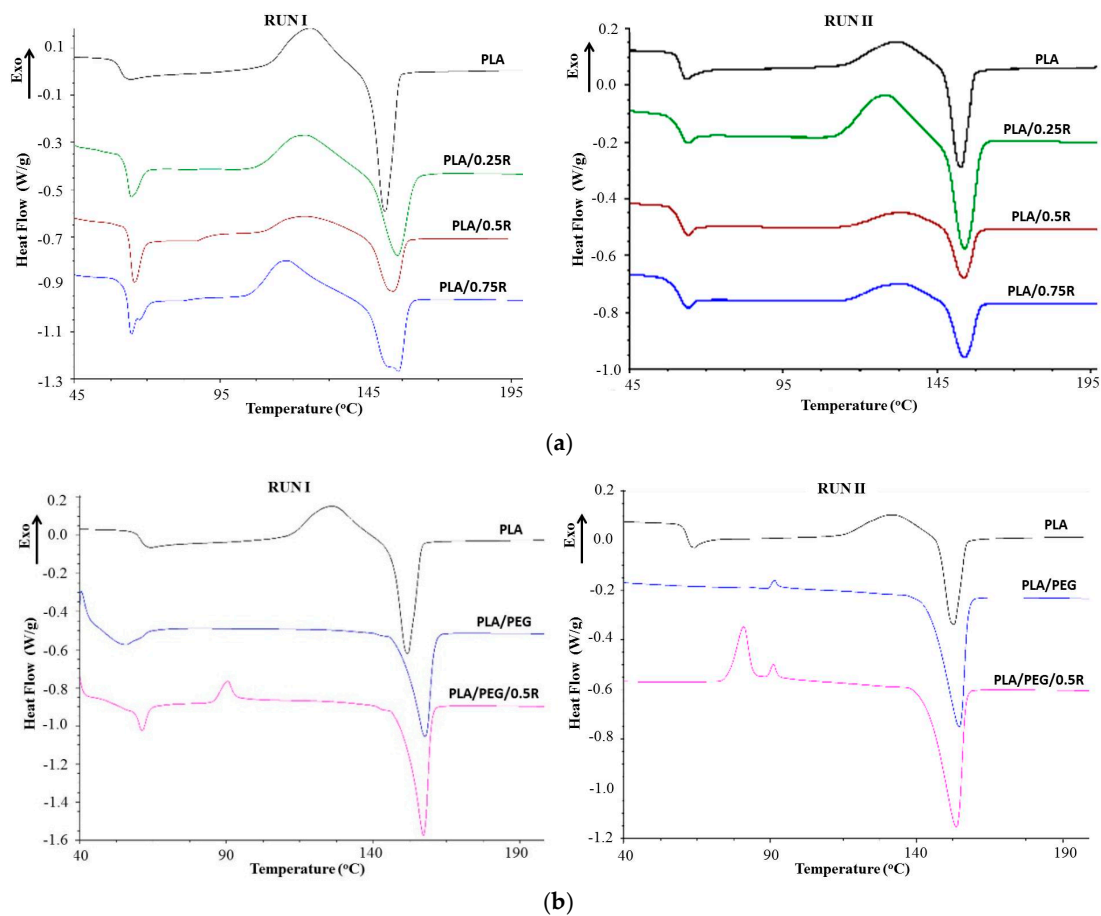 RUN I
Exo
Heat Flow (W/g)
0.1
-0.1
-0.3
-0.5
-0.7
-0.9
-1.1
-1.3
PLA
PLA/0.25R
PLA/0.5R
PLA/0.75R
45
95
145
195
Temperature (°C)
RUN II
Exo
Heat Flow (W/g)
0.2
0.0
-0.2
-0.4
-0.6
-0.8
-1.0
PLA
PLA/0.25R
PLA/0.5R
PLA/0.75R
45
95
145
195
Temperature (°C)
(a)
RUN I
Exo
Heat Flow (W/g)
0.2
0.0
-0.2
-0.4
-0.6
-0.8
-1.0
-1.2
-1.4
-1.6
PLA
PLA/PEG
PLA/PEG/0.5R
40
90
140
190
Temperature (°C)
RUN II
Exo
Heat Flow (W/g)
0.2
0.0
-0.2
-0.4
-0.6
-0.8
-1.0
-1.2
PLA
PLA/PEG
PLA/PEG/0.5R
40
90
140
190
Temperature (°C)
(b)